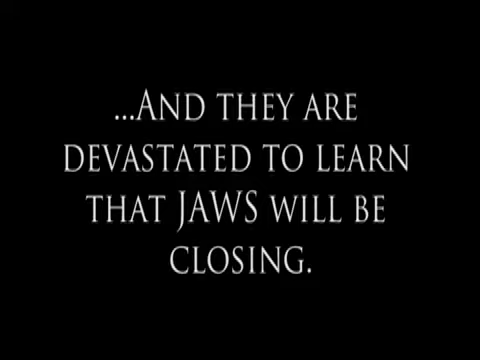 ...And they are
devastated to learn
that JAWS will be
closing.